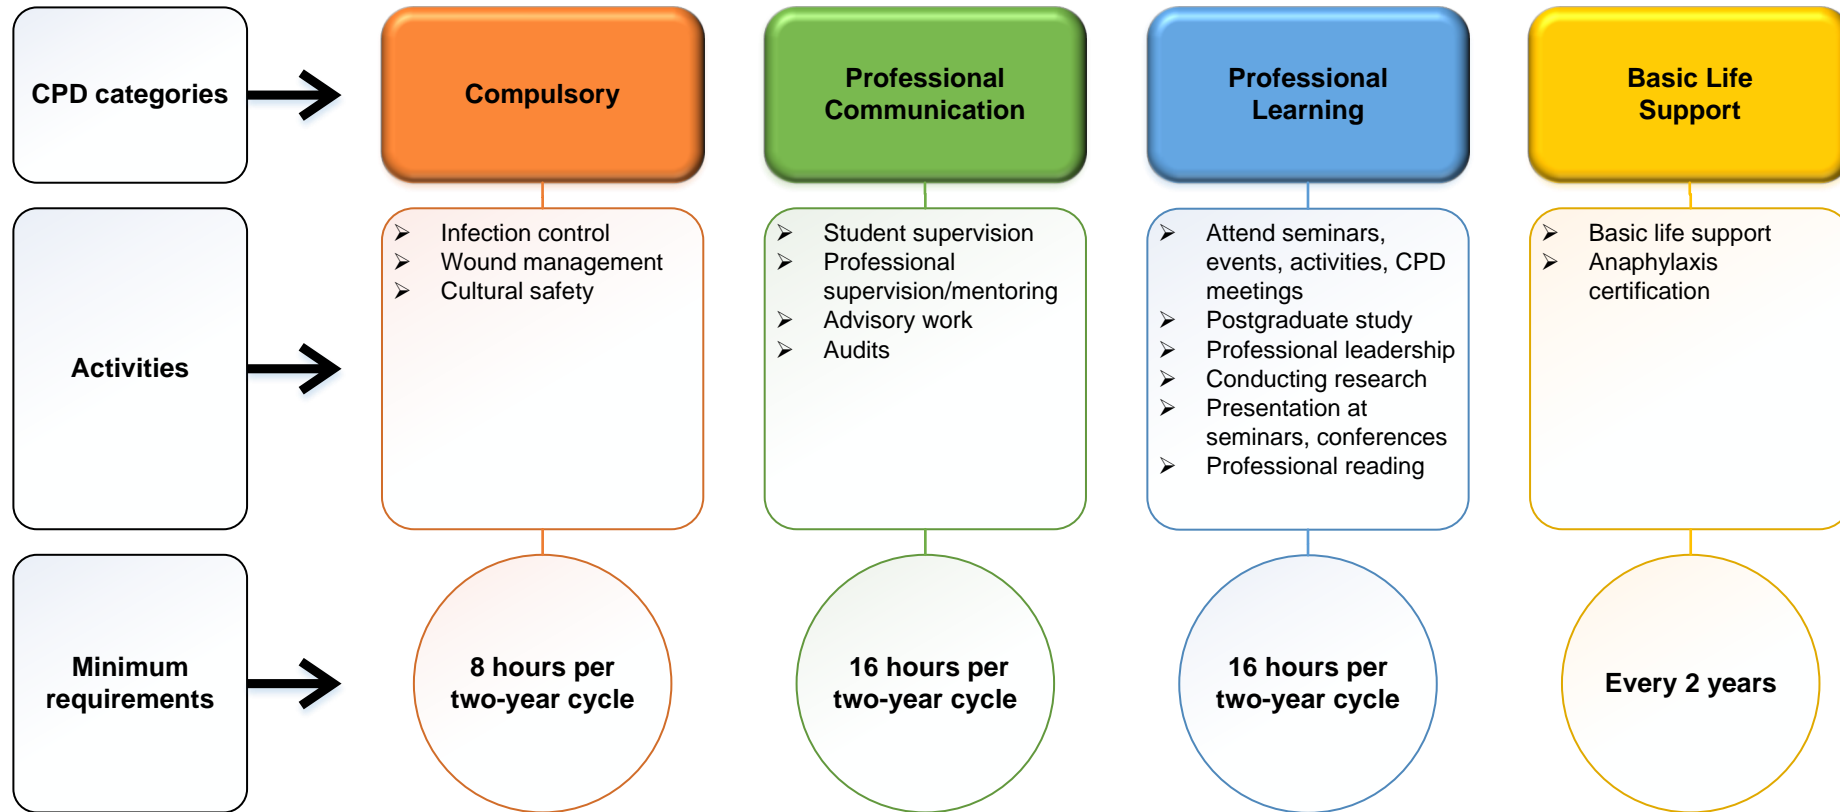 CPD categories
Compulsory
Professional
Communication
Professional
Learning
Basic Life
Support
Activities
➢ Infection control
➢ Wound management
➢ Cultural safety
➢ Student supervision
➢ Professional
supervision/mentoring
➢ Advisory work
➢ Audits
➢ Attend seminars,
events, activities, CPD
meetings
➢ Postgraduate study
➢ Professional leadership
➢ Conducting research
➢ Presentation at
seminars, conferences
➢ Professional reading
➢ Basic life support
➢ Anaphylaxis
certification
Minimum
requirements
8 hours per
two-year cycle
16 hours per
two-year cycle
16 hours per
two-year cycle
Every 2 years